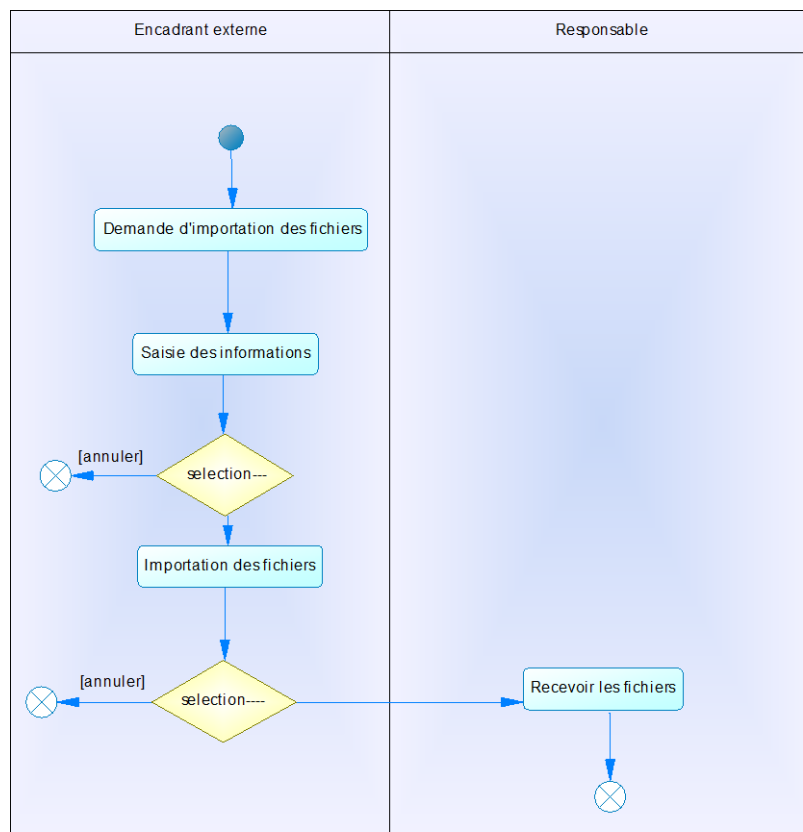 Encadrant externe
Responsable
Demande d'importation des fichiers
Saisie des informations
[annuler]
selection---
Importation des fichiers
[annuler]
selection----
Recevoir les fichiers